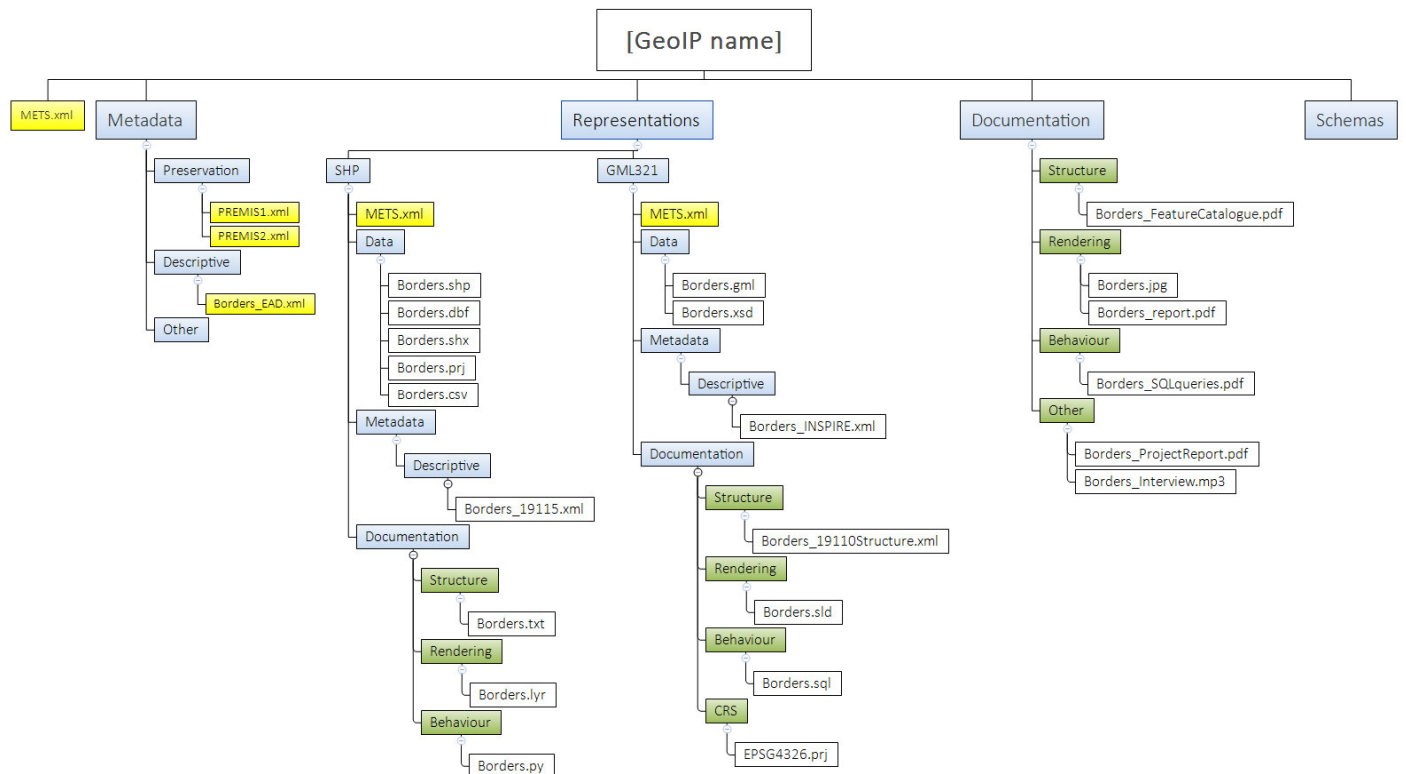 [GeoIP name]
METS.xml
Metadata
Preservation
PREMIS1.xml
PREMIS2.xml
Descriptive
Borders_EAD.xml
Other
Representations
SHP
METS.xml
Data
Borders.shp
Borders.dbf
Borders.shx
Borders.prj
Borders.csv
Metadata
Descriptive
Borders_19115.xml
Documentation
Structure
Borders.txt
Rendering
Borders.lyr
Behaviour
Borders.py
GML321
METS.xml
Data
Borders.gml
Borders.xsd
Metadata
Descriptive
Borders_INSPIRE.xml
Documentation
Structure
Borders_19110Structure.xml
Rendering
Borders.sld
Behaviour
Borders.sql
CRS
EPSG4326.prj
Documentation
Structure
Borders_FeatureCatalogue.pdf
Rendering
Borders.jpg
Borders_report.pdf
Behaviour
Borders_SQLqueries.pdf
Other
Borders_ProjectReport.pdf
Borders_Interview.mp3
Schemas